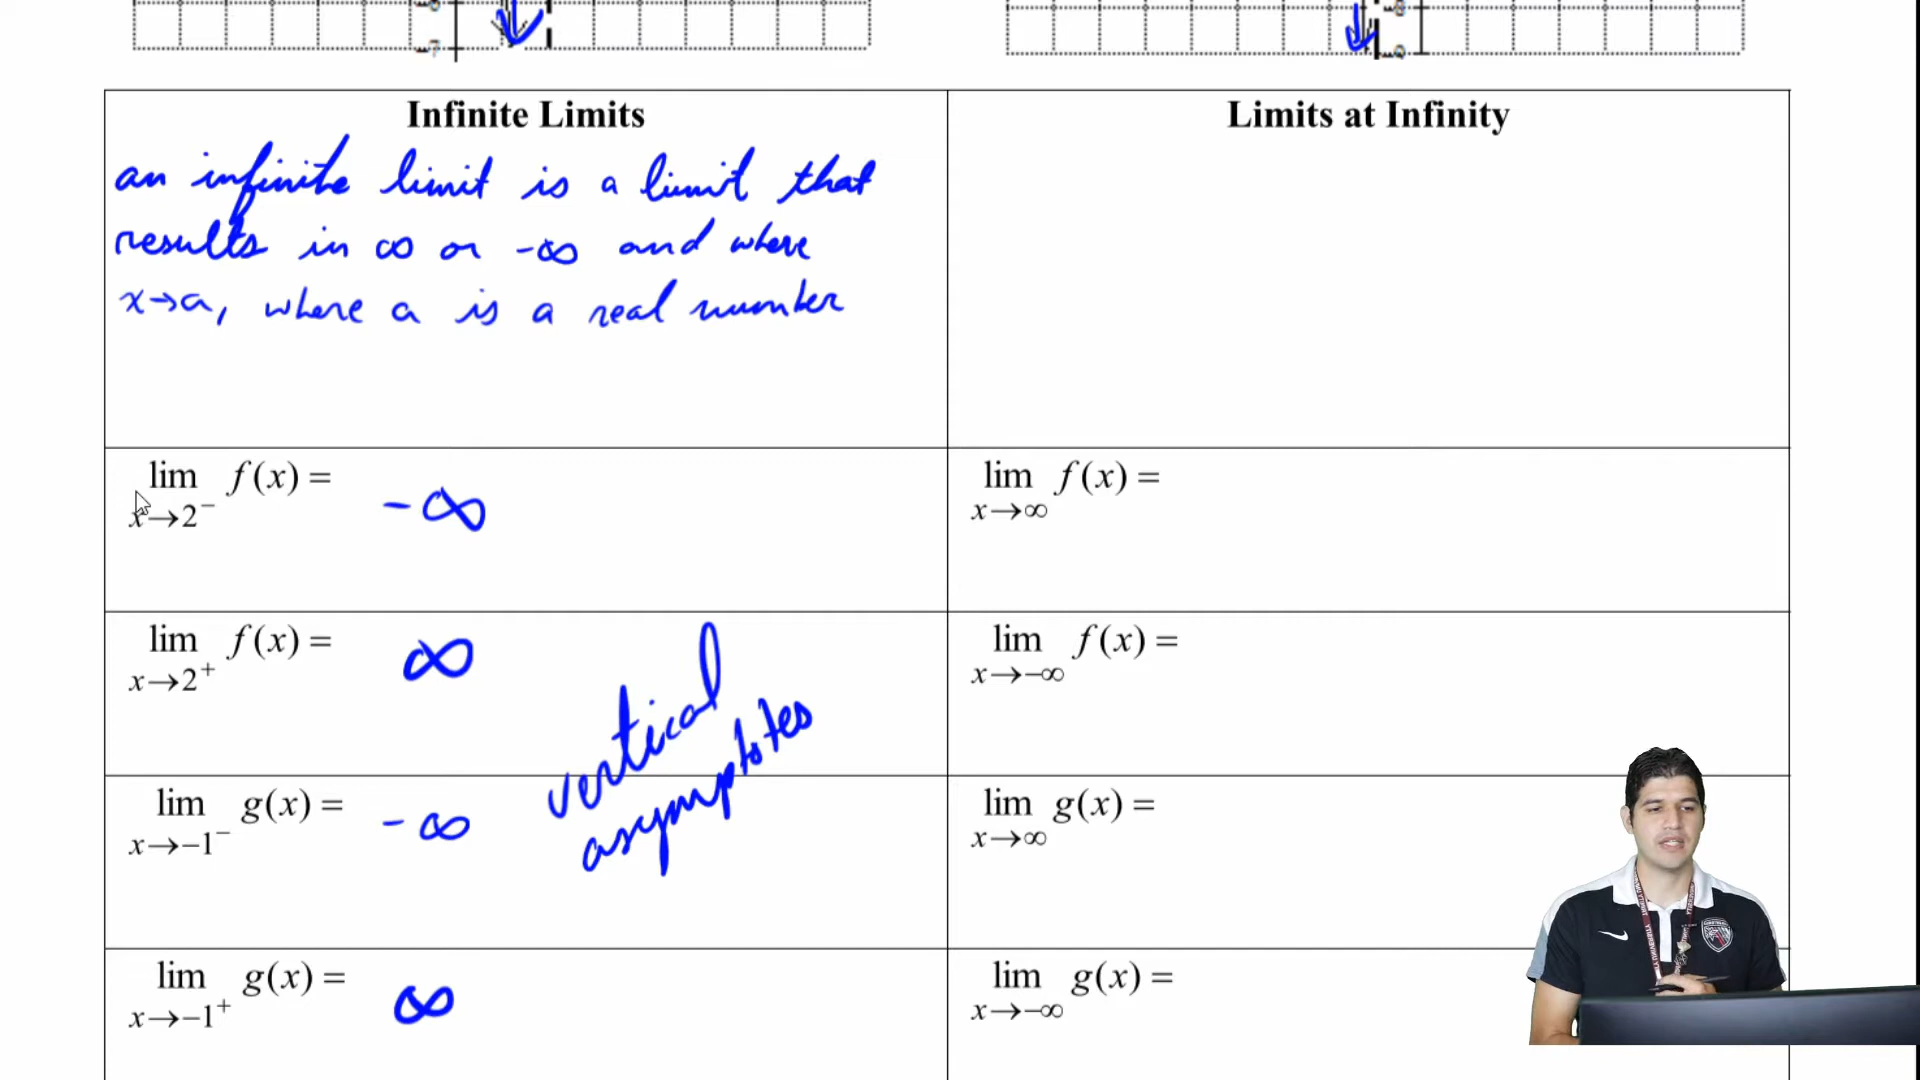 -7
Infinite Limits
an infinite limit is a limit that
results in ∞ or -∞ and where
x→a, where a is a real number
Limits at Infinity
lim f(x) = -∞
x→2⁻
lim f(x) = ∞
x→2⁺
lim g(x) = -∞
x→-1⁻
lim g(x) = ∞
x→-1⁺
vertical
asymptotes
lim f(x) =
x→∞
lim f(x) =
x→-∞
lim g(x) =
x→∞
lim g(x) =
x→-∞